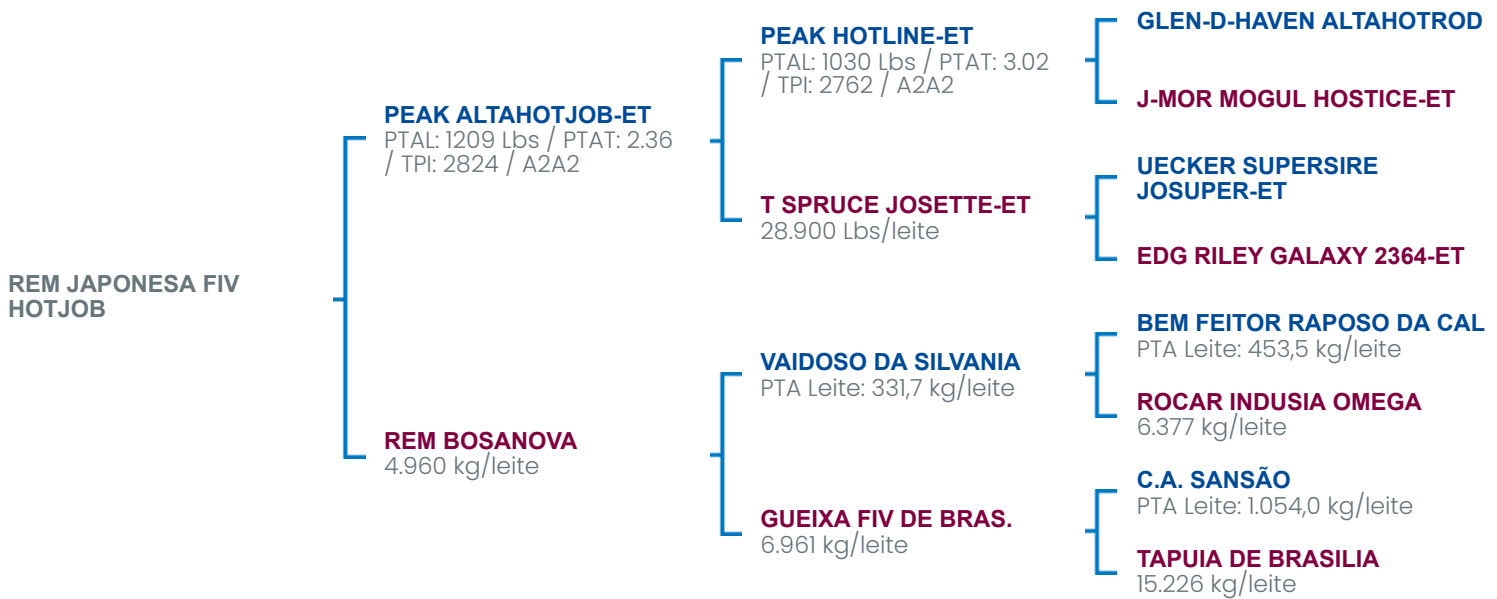 REM JAPONESA FIV
HOTJOB
PEAK ALTAHOTJOB-ET
PTAL: 1209 Lbs / PTAT: 2.36
/ TPI: 2824 / A2A2
REM BOSANOVA
4.960 kg/leite
PEAK HOTLINE-ET
PTAL: 1030 Lbs / PTAT: 3.02
/ TPI: 2762 / A2A2
T SPRUCE JOSETTE-ET
28.900 Lbs/leite
VAIDOSO DA SILVANIA
PTA Leite: 331,7 kg/leite
GUEIXA FIV DE BRAS.
6.961 kg/leite
GLEN-D-HAVEN ALTAHOTROD
J-MOR MOGUL HOSTICE-ET
UECKER SUPERSIRE
JOSUPER-ET
EDG RILEY GALAXY 2364-ET
BEM FEITOR RAPOSO DA CAL
PTA Leite: 453,5 kg/leite
ROCAR INDUSIA OMEGA
6.377 kg/leite
C.A. SANSÃO
PTA Leite: 1.054,0 kg/leite
TAPUIA DE BRASILIA
15.226 kg/leite